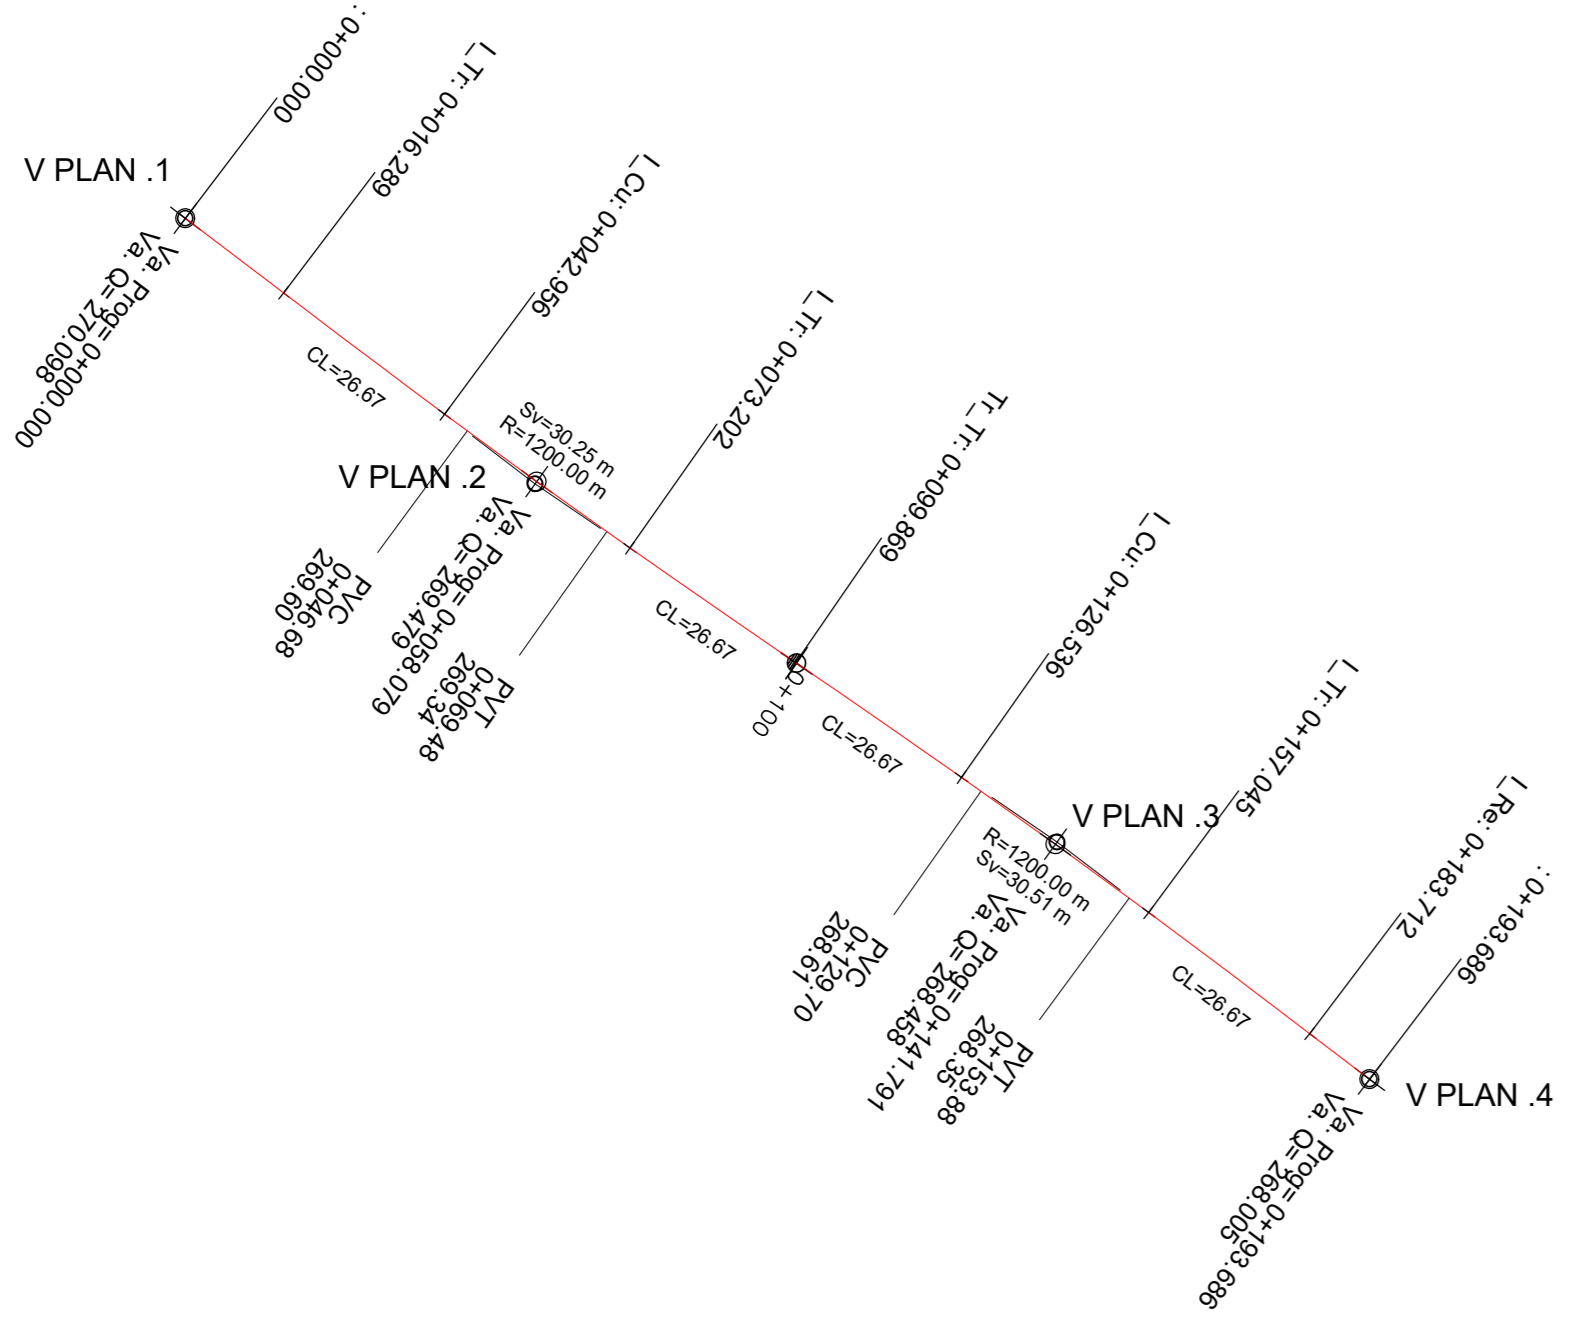 : 0+000.000
I_Tr: 0+016.289
V PLAN .1
Va. Prog= 0+000.000
Va. Q= 270.098
I_Cu: 0+042.956
CL=26.67
Sv=30.25 m
R=1200.00 m
V PLAN .2
I_Tr: 0+073.202
PVC
0+046.68
269.60
Va. Prog= 0+058.079
Va. Q= 269.479
PVT
0+069.48
269.34
CL=26.67
Tr_Tr: 0+099.869
0+100
CL=26.67
I_Cu: 0+126.536
V PLAN .3
R=1200.00 m
Sv=30.51 m
I_Tr: 0+157.045
PVC
0+129.70
268.61
Va. Prog= 0+141.791
Va. Q= 268.458
PVT
0+153.88
268.35
CL=26.67
I_Re: 0+183.712
: 0+193.686
V PLAN .4
Va. Prog= 0+193.686
Va. Q= 268.005